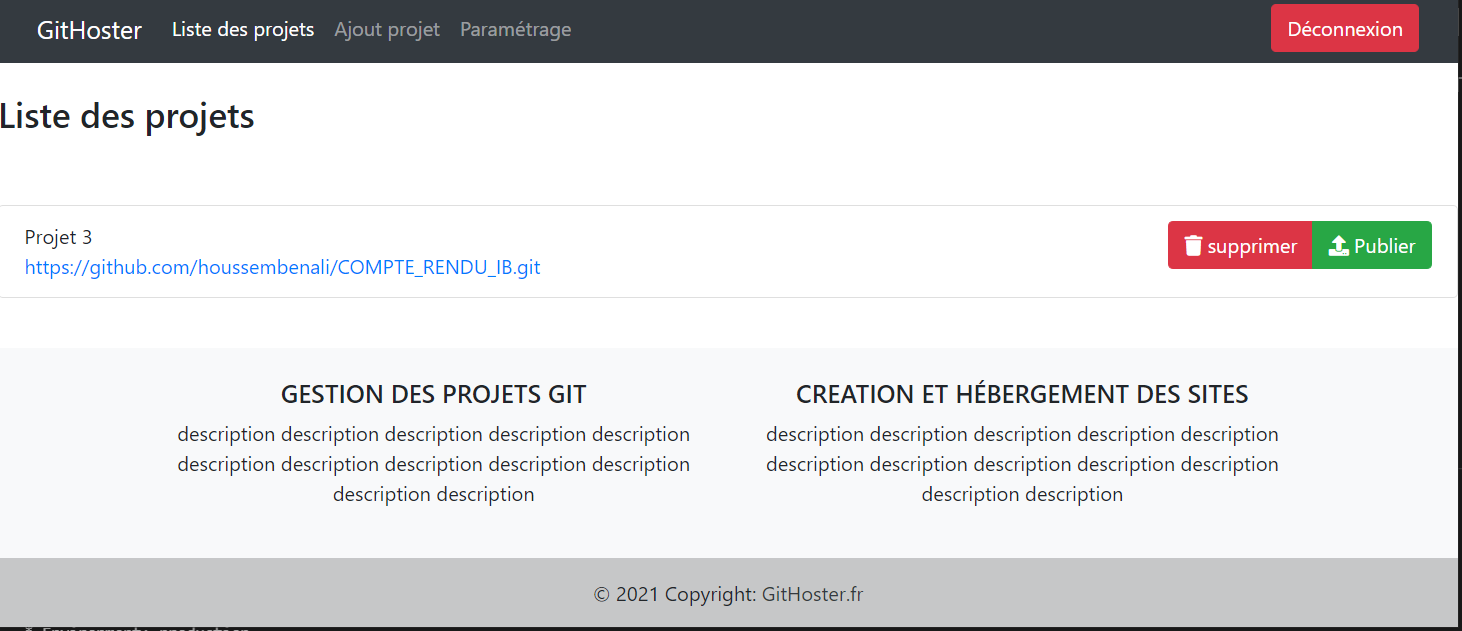 GitHoster Liste des projets Ajout projet Paramétrage Déconnexion
Liste des projets
Projet 3
https://github.com/houssembenali/COMPTE_RENDU_IB.git
supprimer Publier
GESTION DES PROJETS GIT
description description description description description
description description description description description
description description
CREATION ET HÉBERGEMENT DES SITES
description description description description description
description description description description description
description description
© 2021 Copyright: GitHoster.fr